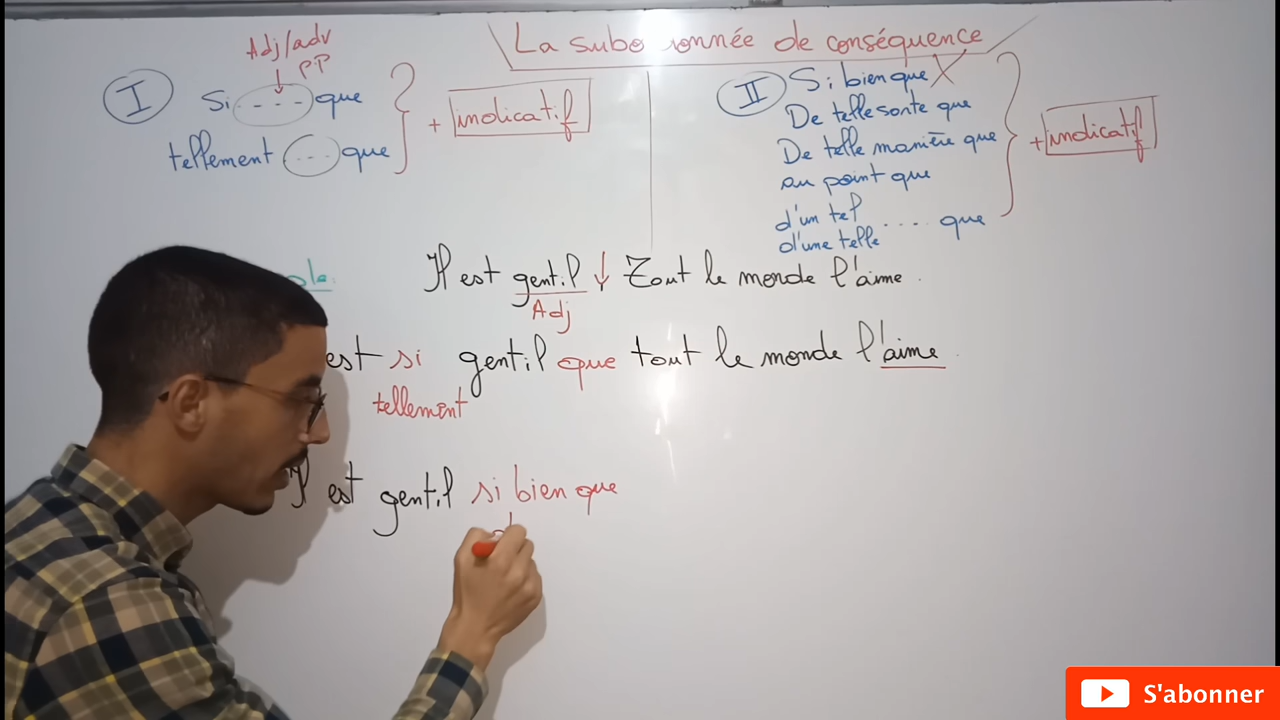 La subordonnée de conséquence
Adj/adv
PP
I
si - - - - que
tellement - - - que
+ indicatif
II
Si bien que X
De telle sorte que
De telle manière que
au point que
d'un tel
d'une telle .... que
+ indicatif
Il est gentil ↓ Tout le monde l'aime.
Adj
est si gentil que tout le monde l'aime.
tellement
Il est gentil si bien que
S'abonner